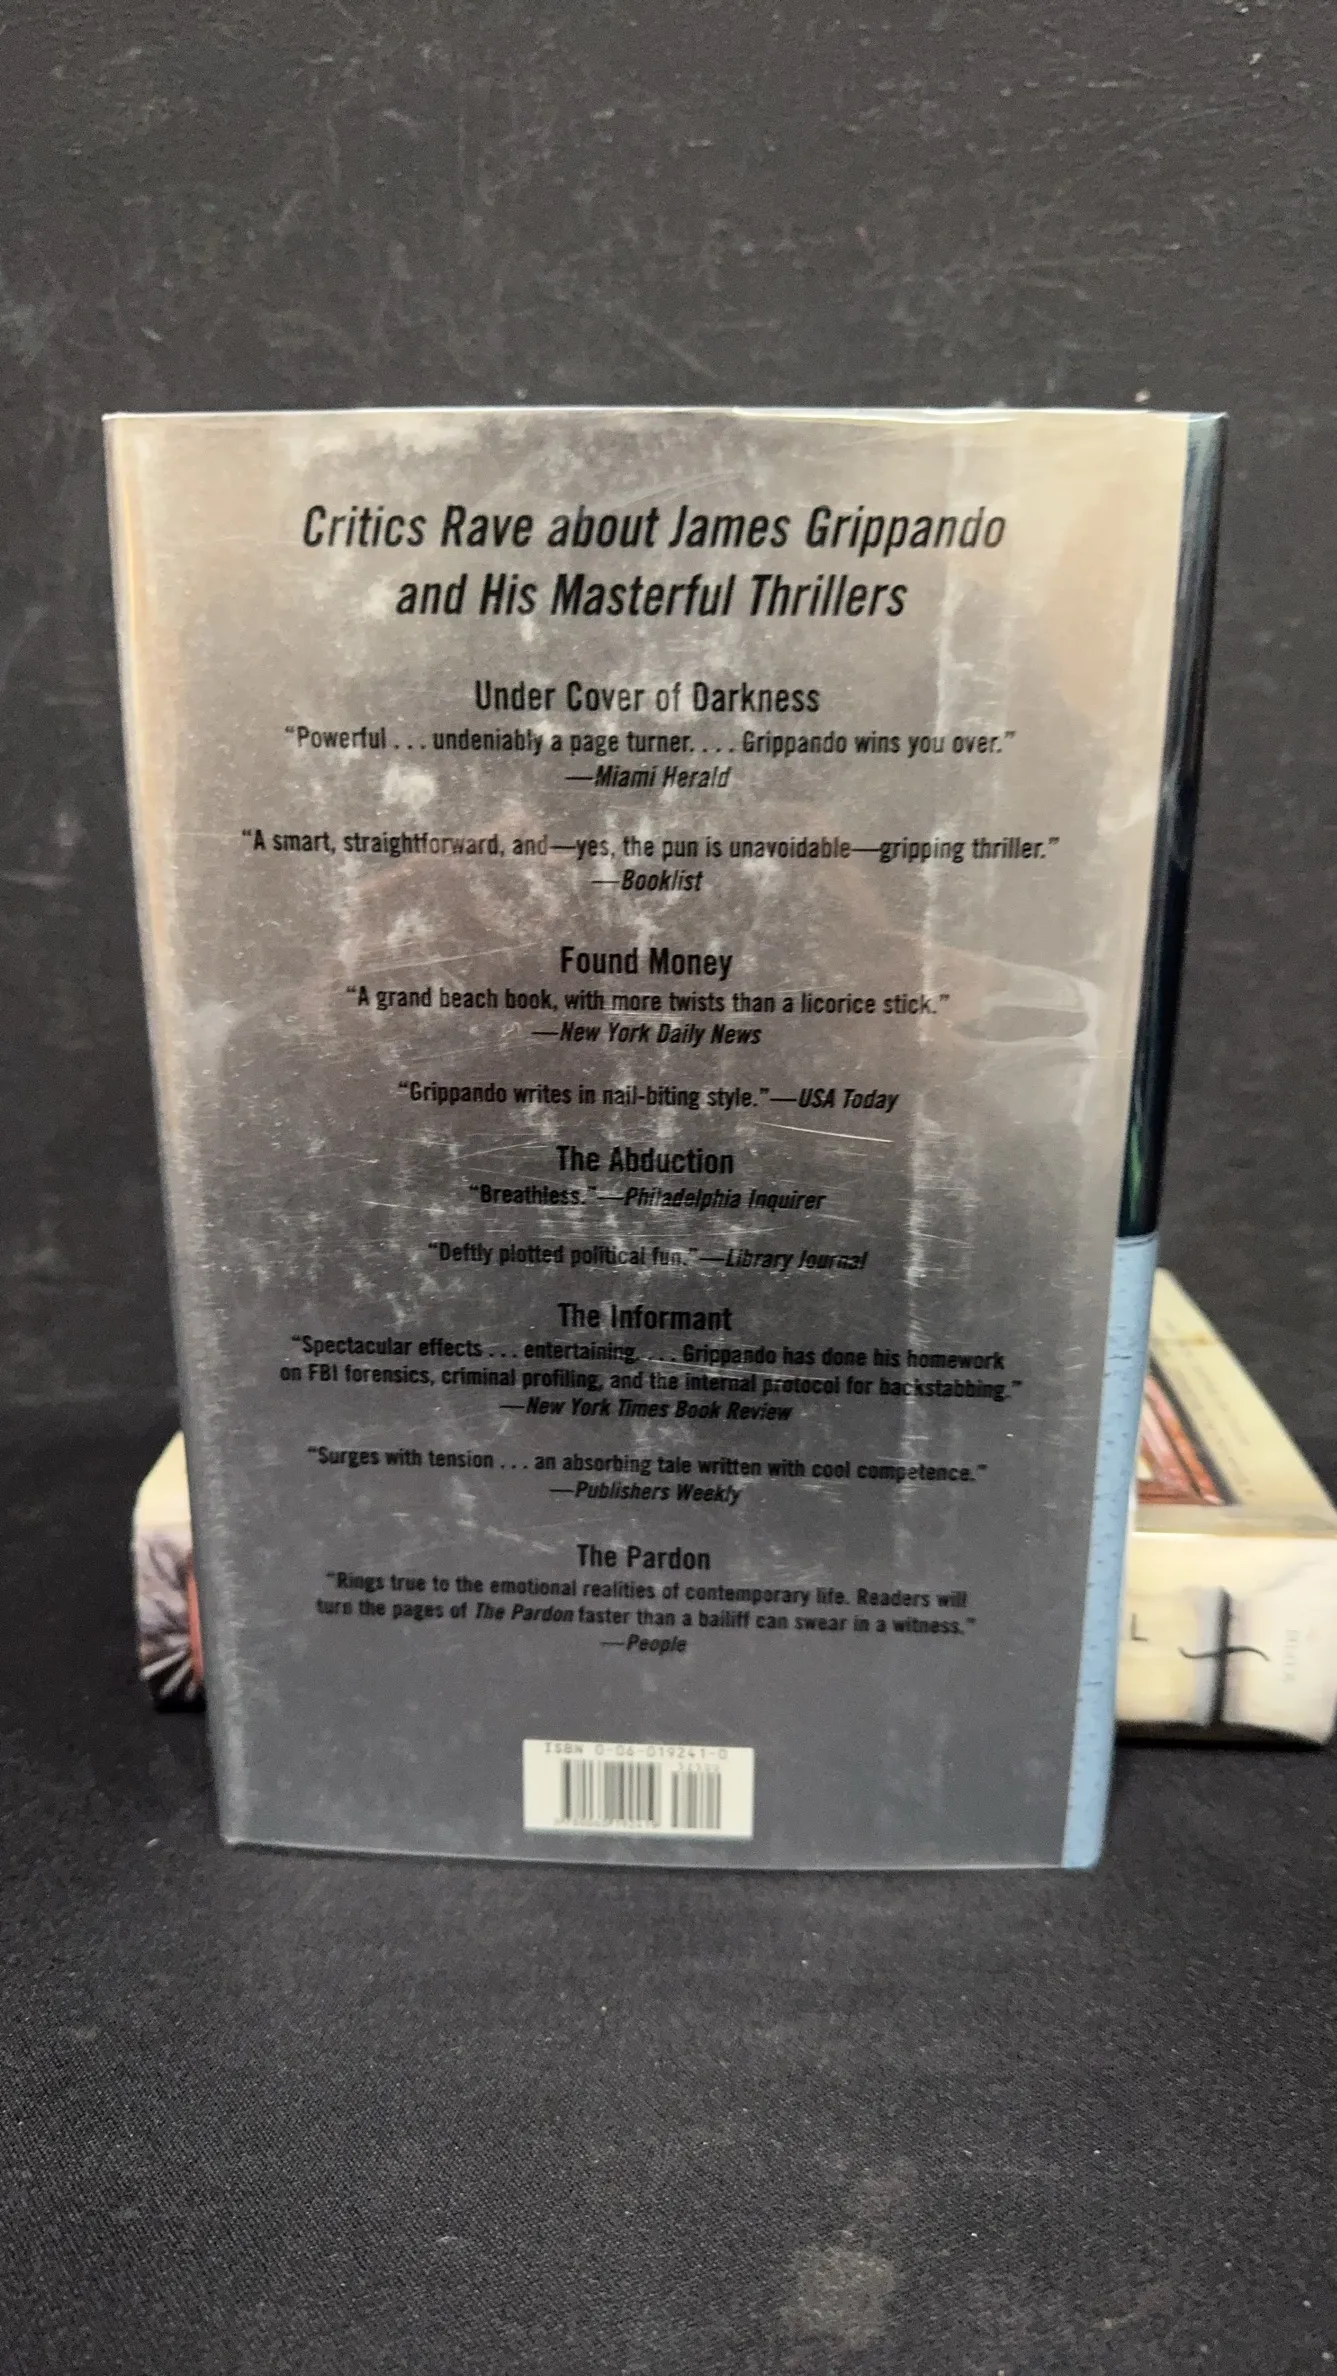 Critics Rave about James Grippando
and His Masterful Thrillers
Under Cover of Darkness
“Powerful . . . undeniably a page turner. . . . Grippando wins you over.”
—Miami Herald
“A smart, straightforward, and—yes, the pun is unavoidable—gripping thriller.”
—Booklist
Found Money
“A grand beach book, with more twists than a licorice stick.”
—New York Daily News
“Grippando writes in nail-biting style.”—USA Today
The Abduction
“Breathless.”—Philadelphia Inquirer
“Deftly plotted political fun.”—Library Journal
The Informant
“Spectacular effects . . . entertaining. . . . Grippando has done his homework
on FBI forensics, criminal profiling, and the internal protocol for backstabbing.”
—New York Times Book Review
“Surges with tension . . . an absorbing tale written with cool competence.”
—Publishers Weekly
The Pardon
“Rings true to the emotional realities of contemporary life. Readers will
turn the pages of The Pardon faster than a bailiff can swear in a witness.”
—People
ISBN 0-06-019241-0
L